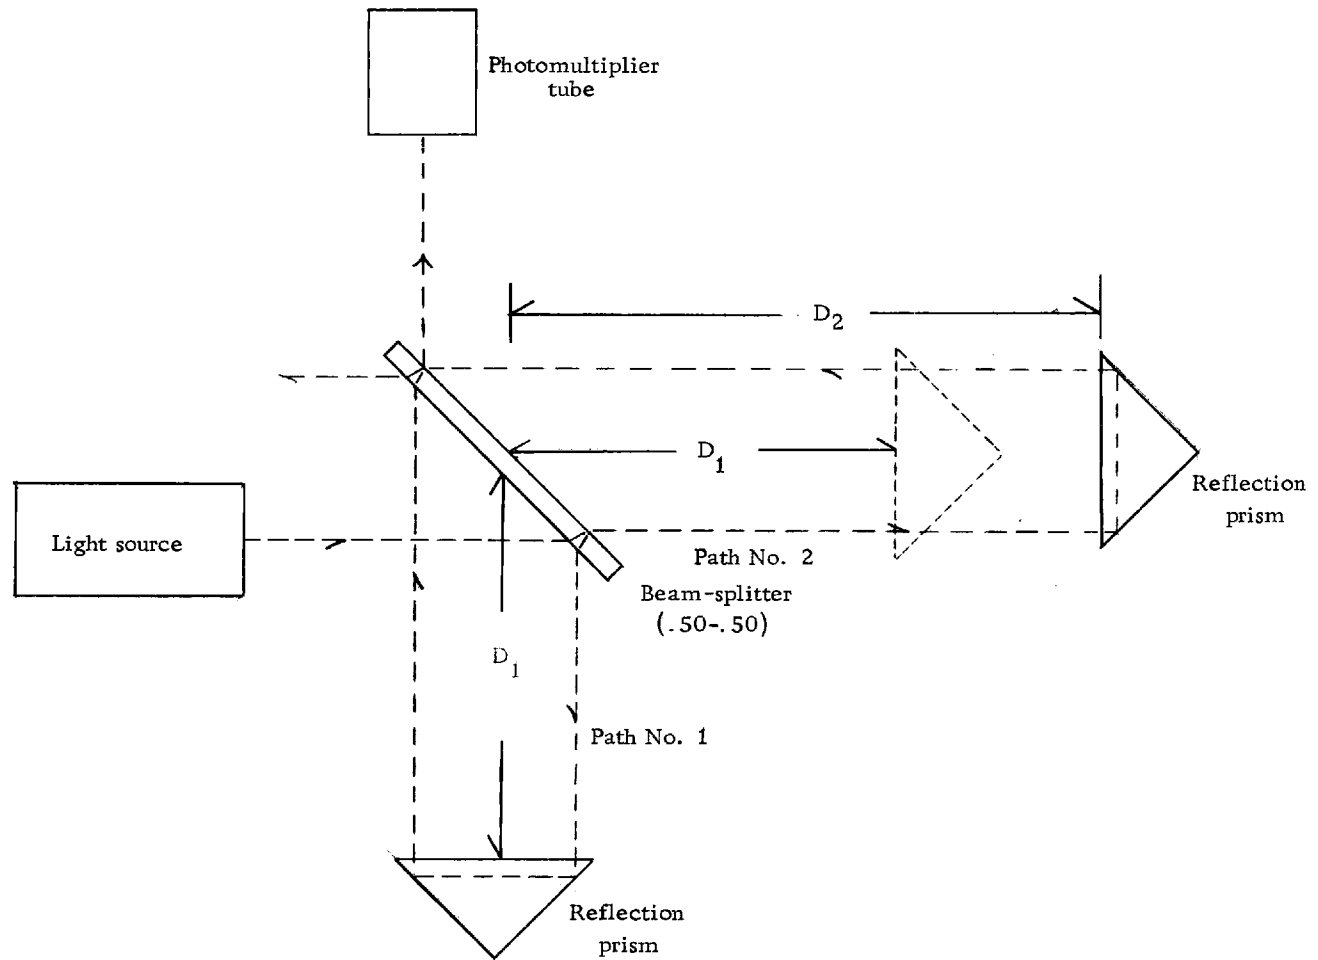 Photomultiplier
tube
D2
D1
Reflection
prism
Light source
Path No. 2
Beam-splitter
(.50-.50)
D1
Path No. 1
Reflection
prism